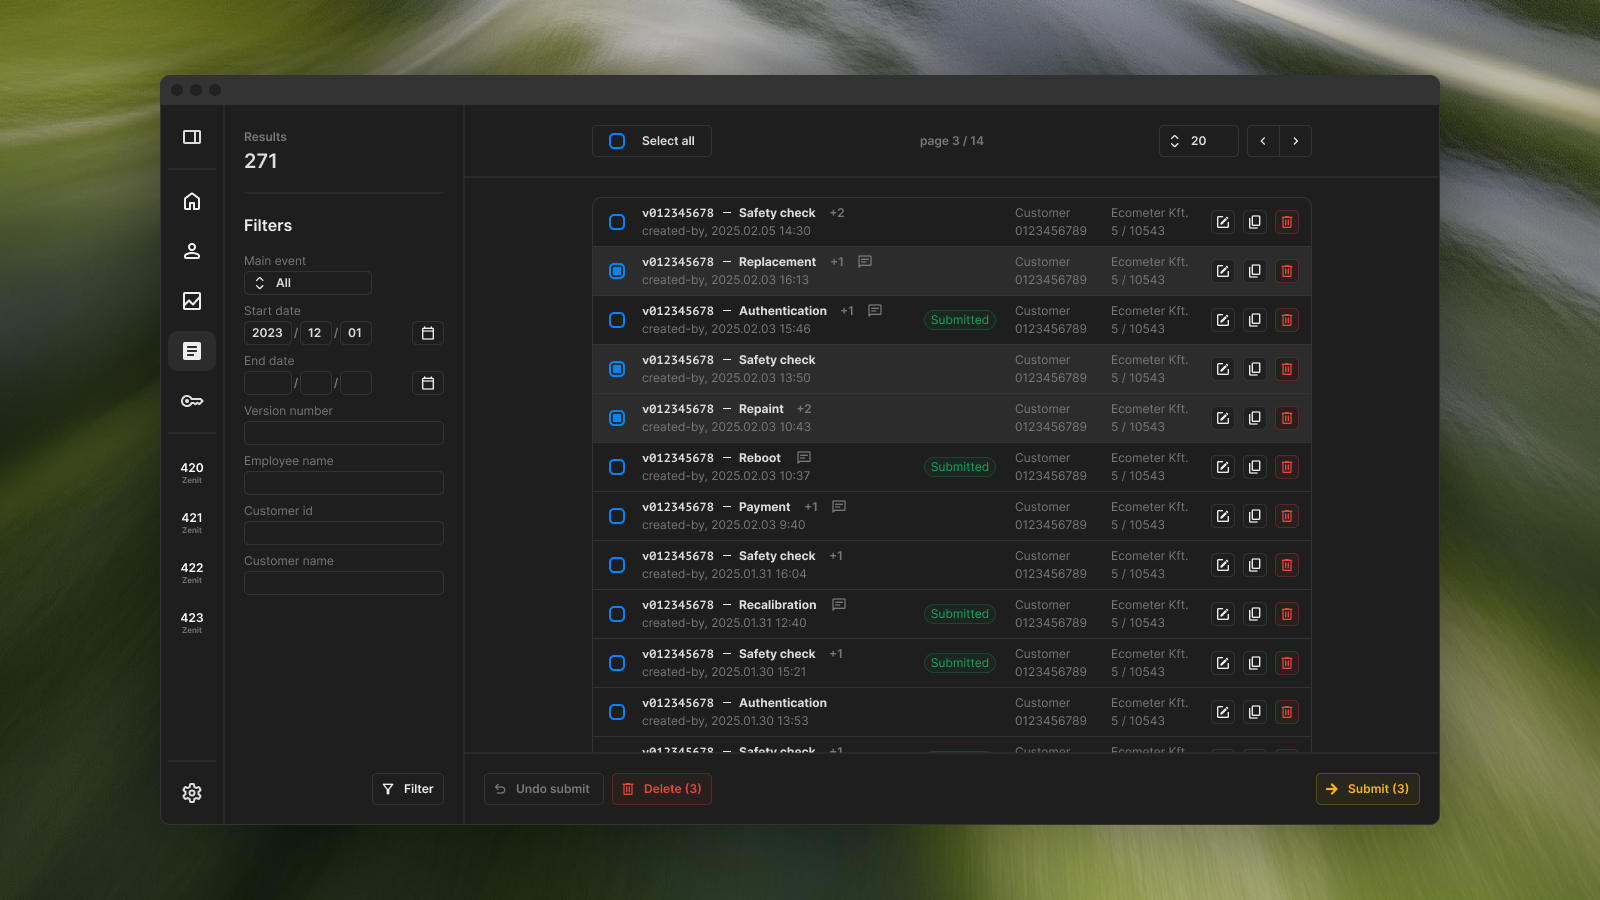 Results
271
Filters
Main event
All
Start date
2023 / 12 / 01
End date
/ /
Version number
Employee name
Customer id
Customer name
Filter
420
Zenit
421
Zenit
422
Zenit
423
Zenit
Select all
page 3 / 14
20
v012345678 — Safety check +2
created-by, 2025.02.05 14:30
Customer
0123456789
Ecometer Kft.
5 / 10543
v012345678 — Replacement +1
created-by, 2025.02.03 16:13
Customer
0123456789
Ecometer Kft.
5 / 10543
v012345678 — Authentication +1
created-by, 2025.02.03 15:46
Submitted
Customer
0123456789
Ecometer Kft.
5 / 10543
v012345678 — Safety check
created-by, 2025.02.03 13:50
Customer
0123456789
Ecometer Kft.
5 / 10543
v012345678 — Repaint +2
created-by, 2025.02.03 10:43
Customer
0123456789
Ecometer Kft.
5 / 10543
v012345678 — Reboot
created-by, 2025.02.03 10:37
Submitted
Customer
0123456789
Ecometer Kft.
5 / 10543
v012345678 — Payment +1
created-by, 2025.02.03 9:40
Customer
0123456789
Ecometer Kft.
5 / 10543
v012345678 — Safety check +1
created-by, 2025.01.31 16:04
Customer
0123456789
Ecometer Kft.
5 / 10543
v012345678 — Recalibration
created-by, 2025.01.31 12:40
Submitted
Customer
0123456789
Ecometer Kft.
5 / 10543
v012345678 — Safety check +1
created-by, 2025.01.30 15:21
Submitted
Customer
0123456789
Ecometer Kft.
5 / 10543
v012345678 — Authentication
created-by, 2025.01.30 13:53
Customer
0123456789
Ecometer Kft.
5 / 10543
v012345678 — Safety check +1
Customer
Ecometer Kft.
Undo submit
Delete (3)
Submit (3)